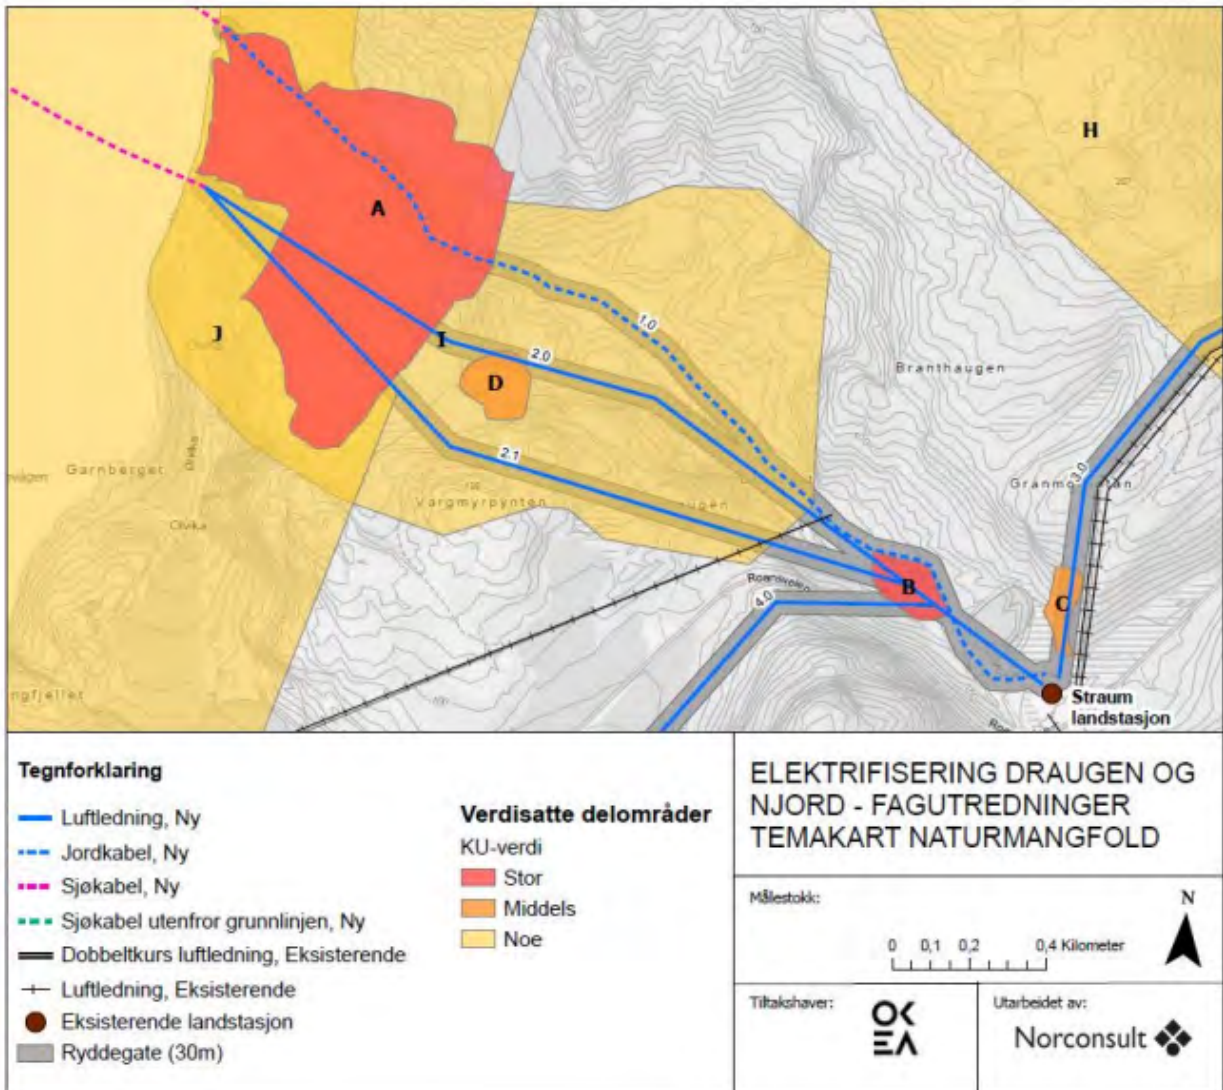 H
A
J
I
2.0
1.0
D
Branthaugen
2.1
3.0
Garnberget
Olvika
Olvika
Vargmyrpynten
B
C
4.0
Straum
landstasjon
Tegnforklaring
Luftledning, Ny
Jordkabel, Ny
Sjøkabel, Ny
Sjøkabel utenfror grunnlinjen, Ny
Dobbeltkurs luftledning, Eksisterende
Luftledning, Eksisterende
Eksisterende landstasjon
Ryddegate (30m)
Verdisatte delområder
KU-verdi
Stor
Middels
Noe
ELEKTRIFISERING DRAUGEN OG
NJORD - FAGUTREDNINGER
TEMAKART NATURMANGFOLD
Målestokk:
N
0 0,1 0,2 0,4 Kilometer
Tiltakshaver:
OKEA
Utarbeidet av:
Norconsult